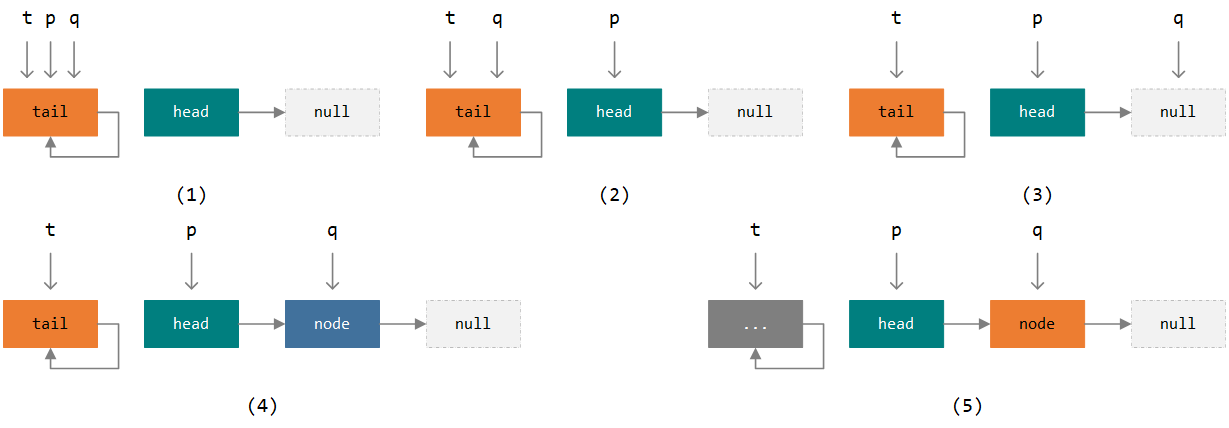 t p q t q p t p q
tail head null tail head null tail head null
(1) (2) (3)
t p q t p q
tail head node null ... head node null
(4) (5)